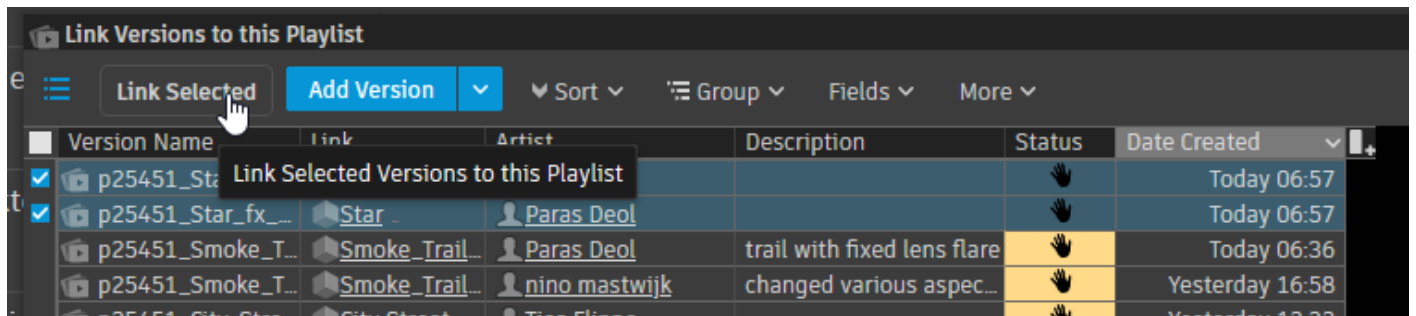 Link Versions to this Playlist
Link Selected Add Version Sort Group Fields More
Version Name Link Artist Description Status Date Created
Link Selected Versions to this Playlist
p25451_Sta Today 06:57
p25451_Star_fx_... Star Paras Deol Today 06:57
p25451_Smoke_T... Smoke_Trail... Paras Deol trail with fixed lens flare Today 06:36
p25451_Smoke_T... Smoke_Trail... nino mastwijk changed various aspec... Yesterday 16:58